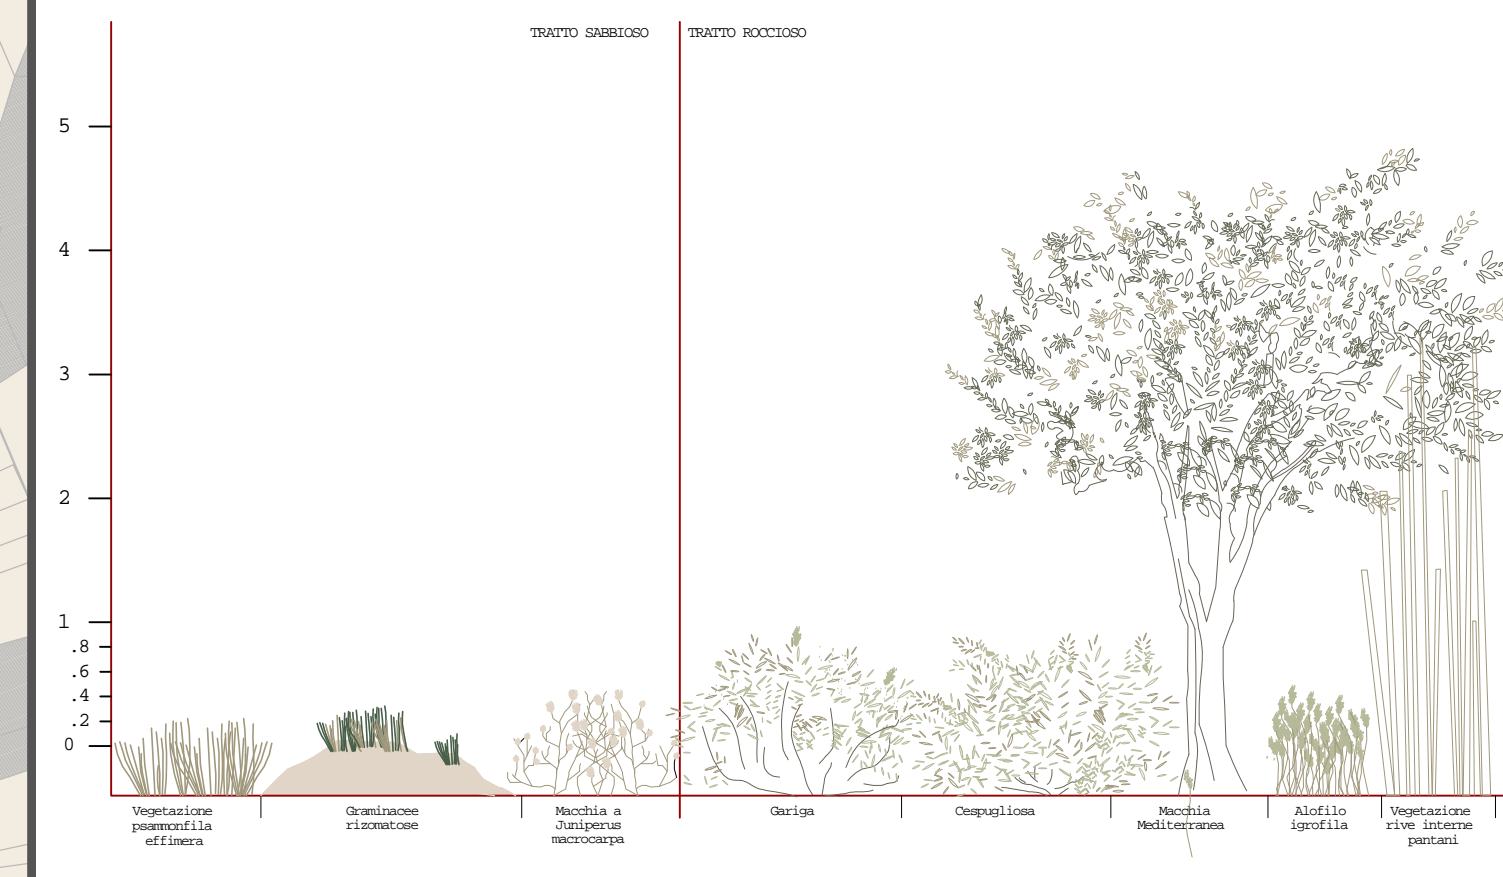 TRATTO SABBIOSO
TRATTO ROCCIOSO
5
4
3
2
1
.8
.6
.4
.2
0
Vegetazione
psammonfila
effimera
Graminacee
rizomatose
Macchia a
Juniperus
macrocarpa
Gariga
Cespugliosa
Macchia
Mediterranea
Alofilo
igrofila
Vegetazione
rive interne
pantani